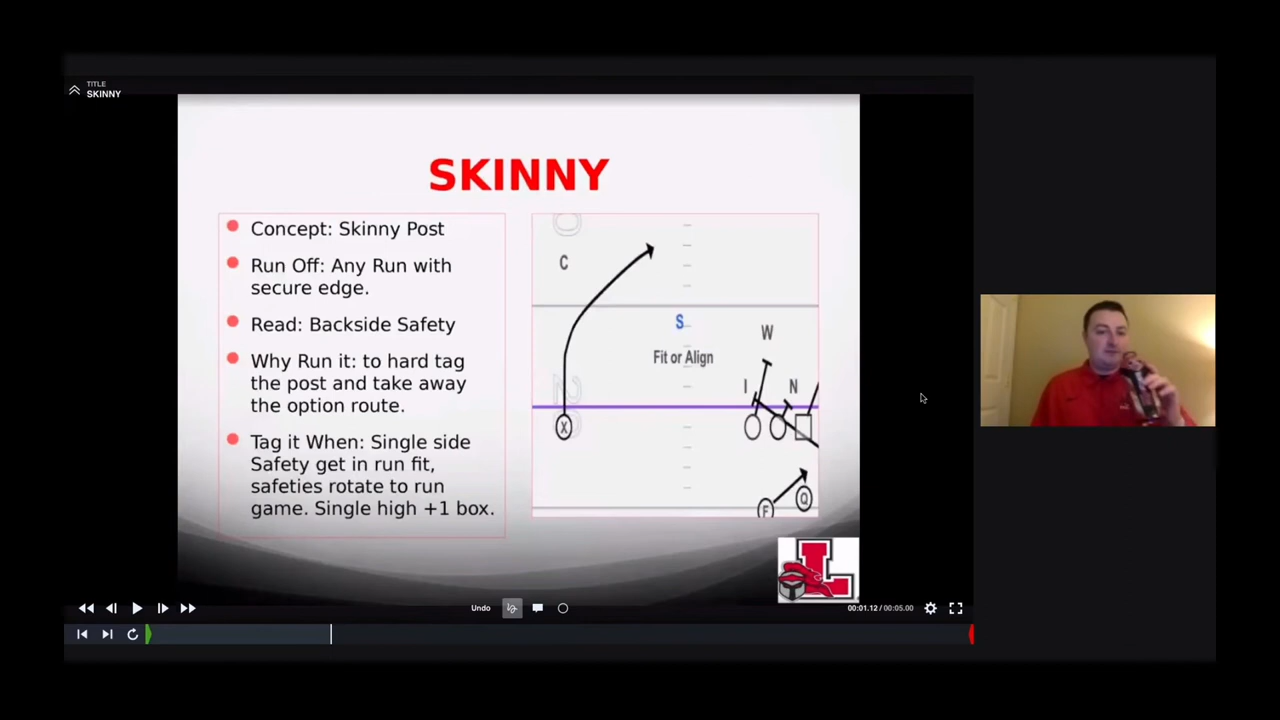 TITLE
SKINNY
SKINNY
Concept: Skinny Post
Run Off: Any Run with
secure edge.
Read: Backside Safety
Why Run it: to hard tag
the post and take away
the option route.
Tag it When: Single side
Safety get in run fit,
safeties rotate to run
game. Single high +1 box.
C
S
W
Fit or Align
I
N
X
F
Q
L
Undo
00:01.12 / 00:05.00